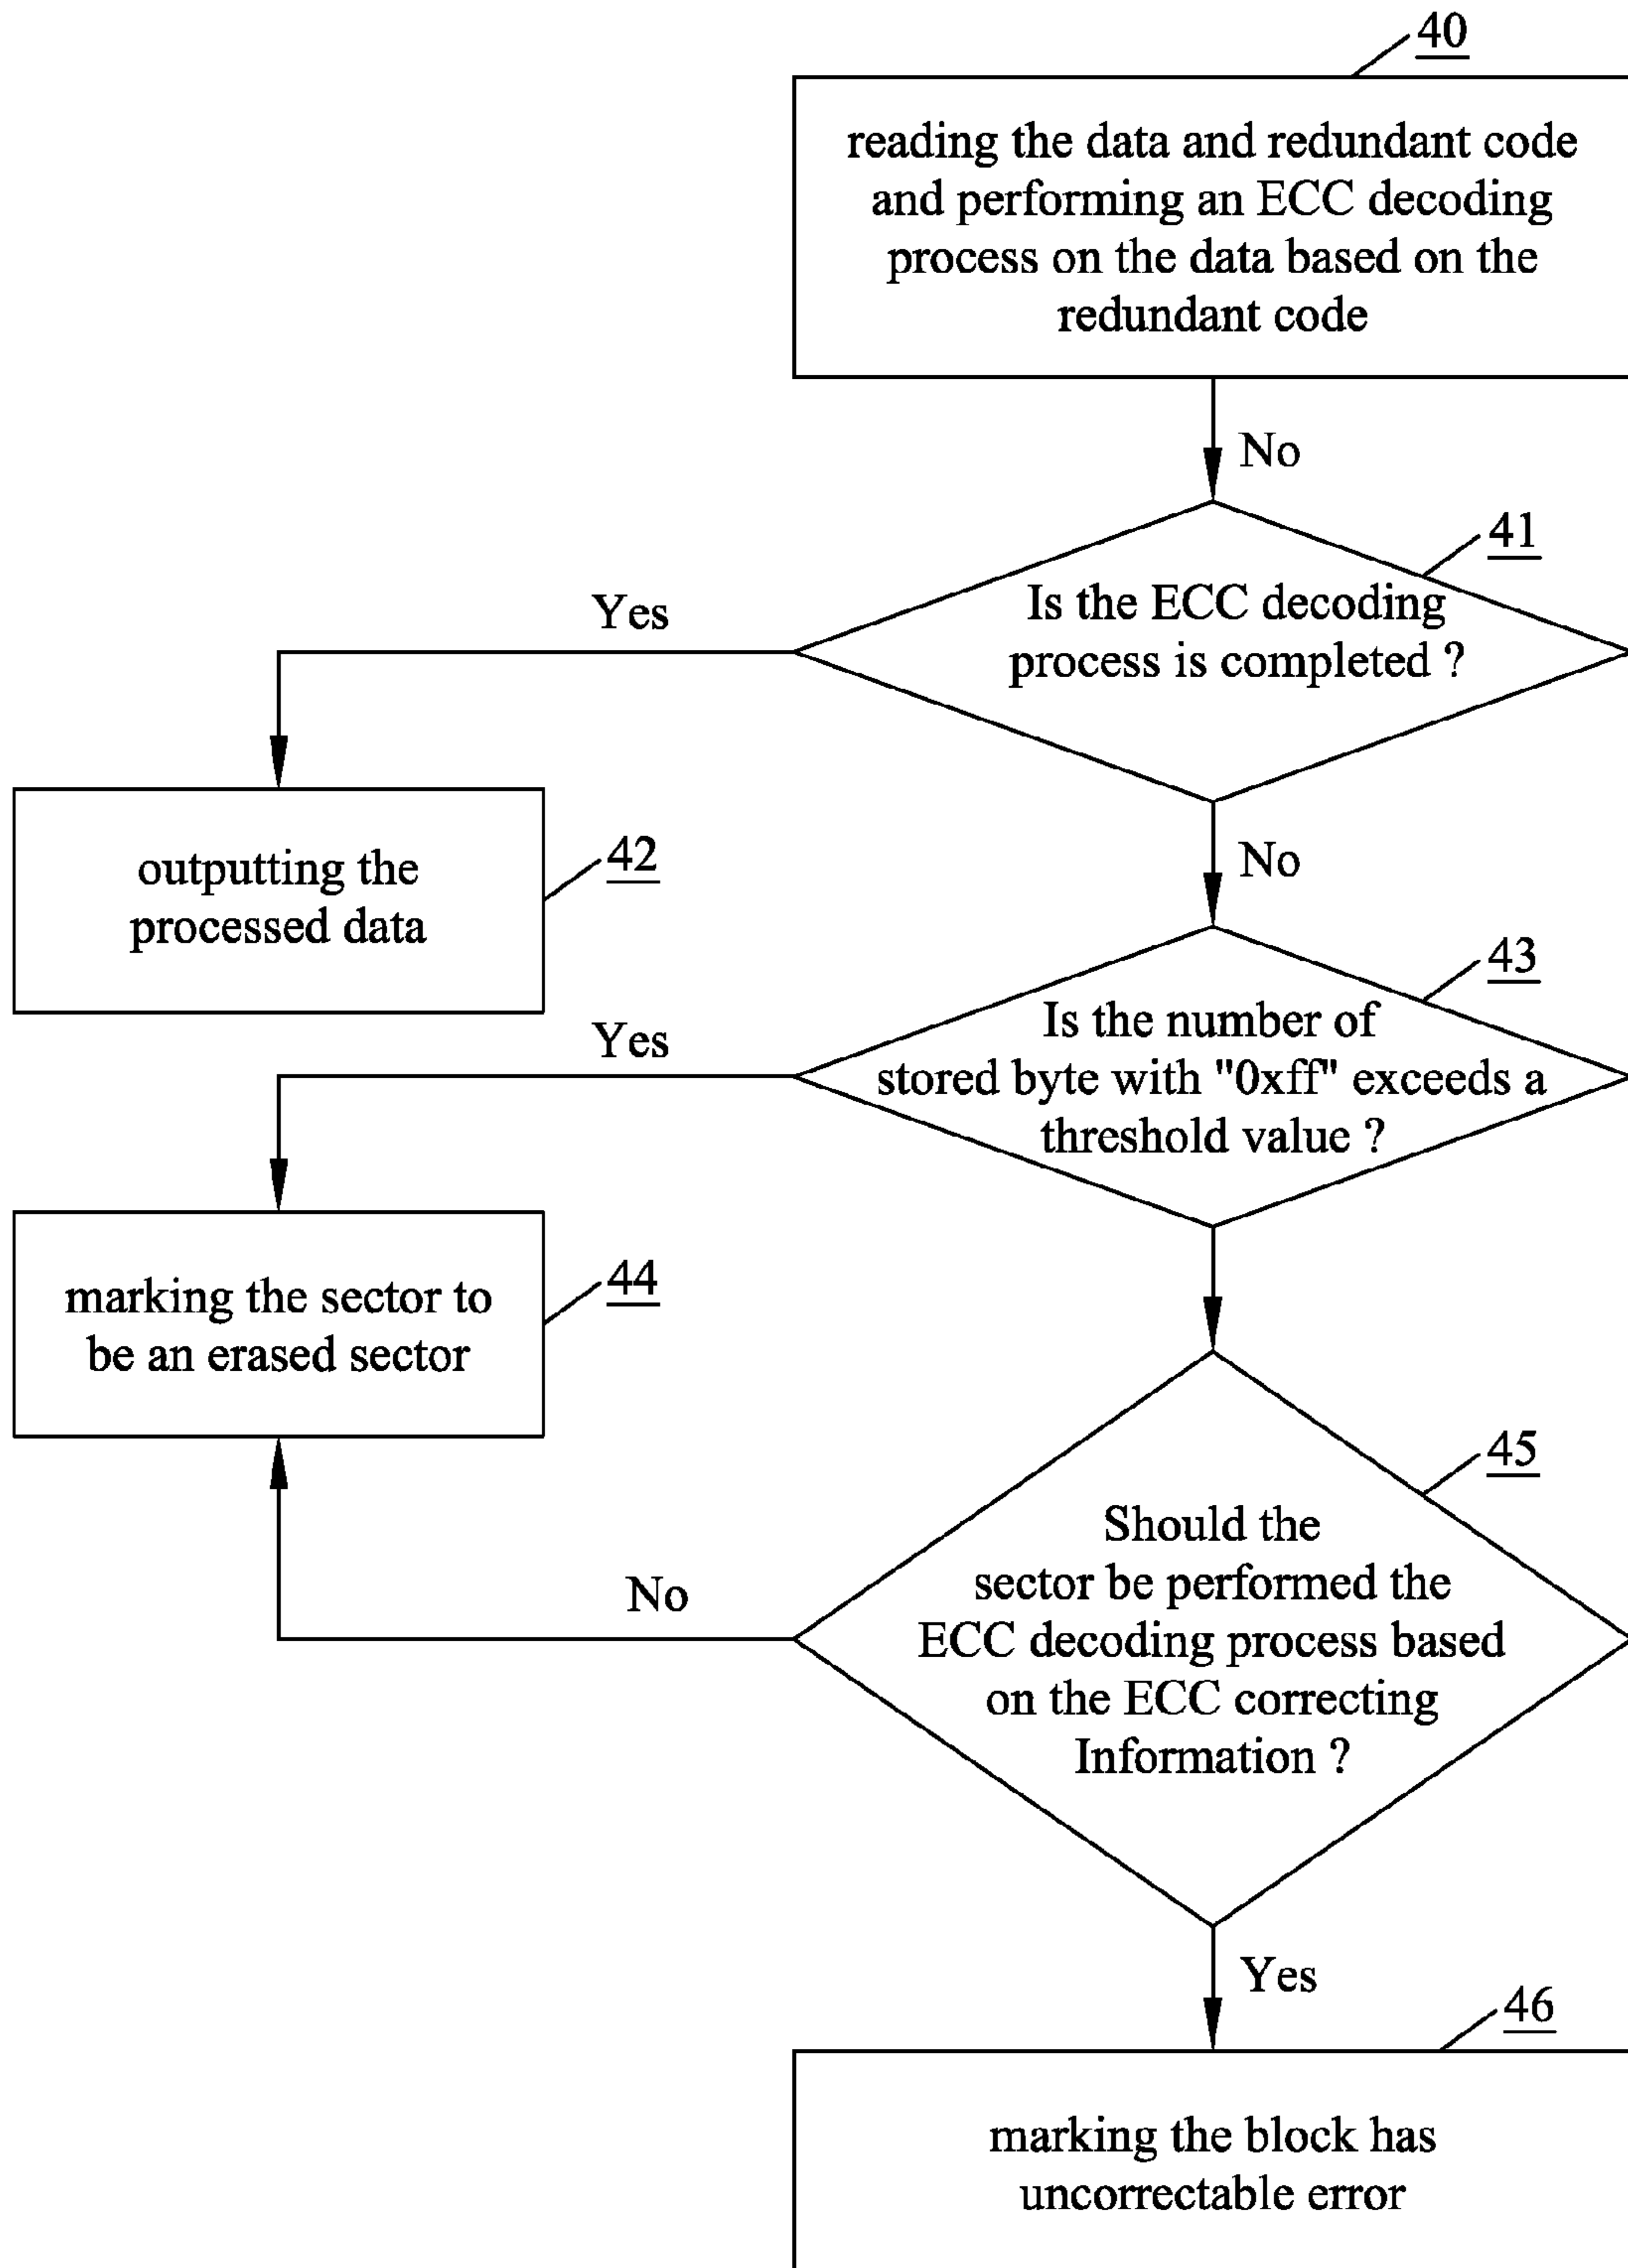 40
reading the data and redundant code
and performing an ECC decoding
process on the data based on the
redundant code
No
41
Is the ECC decoding
process is completed ?
Yes
No
outputting the
processed data
42
43
Is the number of
stored byte with "0xff" exceeds a
threshold value ?
Yes
marking the sector to
be an erased sector
44
45
Should the
sector be performed the
ECC decoding process based
on the ECC correcting
Information ?
No
Yes
46
marking the block has
uncorrectable error